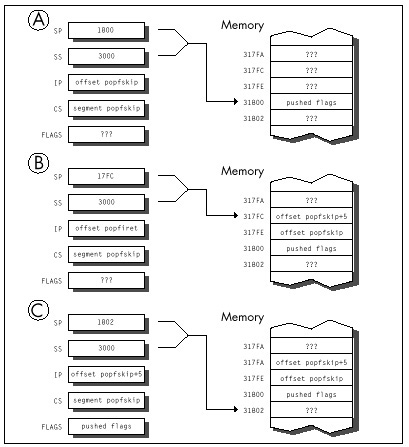 A
Memory
SP 1800
SS 3000
IP offset popfskip
CS segment popfskip
FLAGS ???
317FA ???
317FC ???
317FE ???
31800 pushed flags
31802 ???
B
Memory
SP 17FC
SS 3000
IP offset popfiret
CS segment popfskip
FLAGS ???
317FA ???
317FC offset popfskip+5
317FE offset popfskip
31800 pushed flags
31802 ???
C
Memory
SP 1802
SS 3000
IP offset popfskip+5
CS segment popfskip
FLAGS pushed flags
317FA ???
317FA offset popfskip+5
317FE offset popfskip
31800 pushed flags
31802 ???